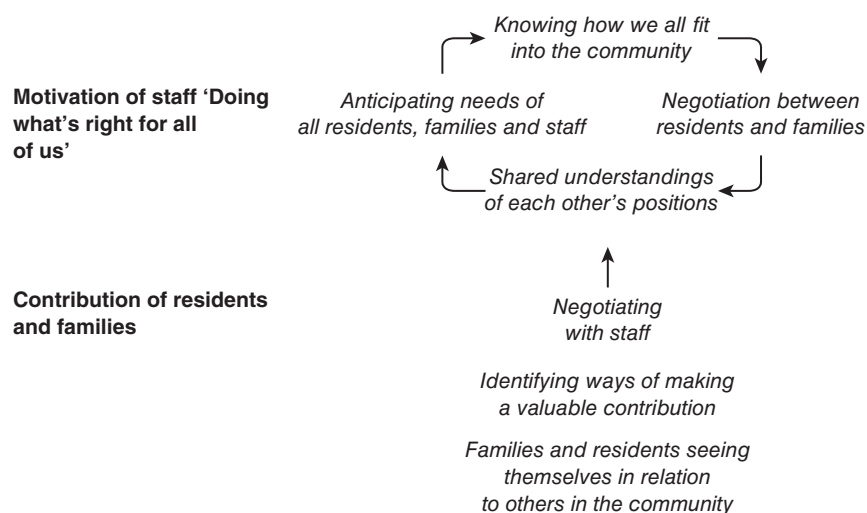 Knowing how we all fit
into the community
Motivation of staff ‘Doing
what’s right for all
of us’
Anticipating needs of
all residents, families and staff
Negotiation between
residents and families
Shared understandings
of each other’s positions
Contribution of residents
and families
Negotiating
with staff
Identifying ways of making
a valuable contribution
Families and residents seeing
themselves in relation
to others in the community